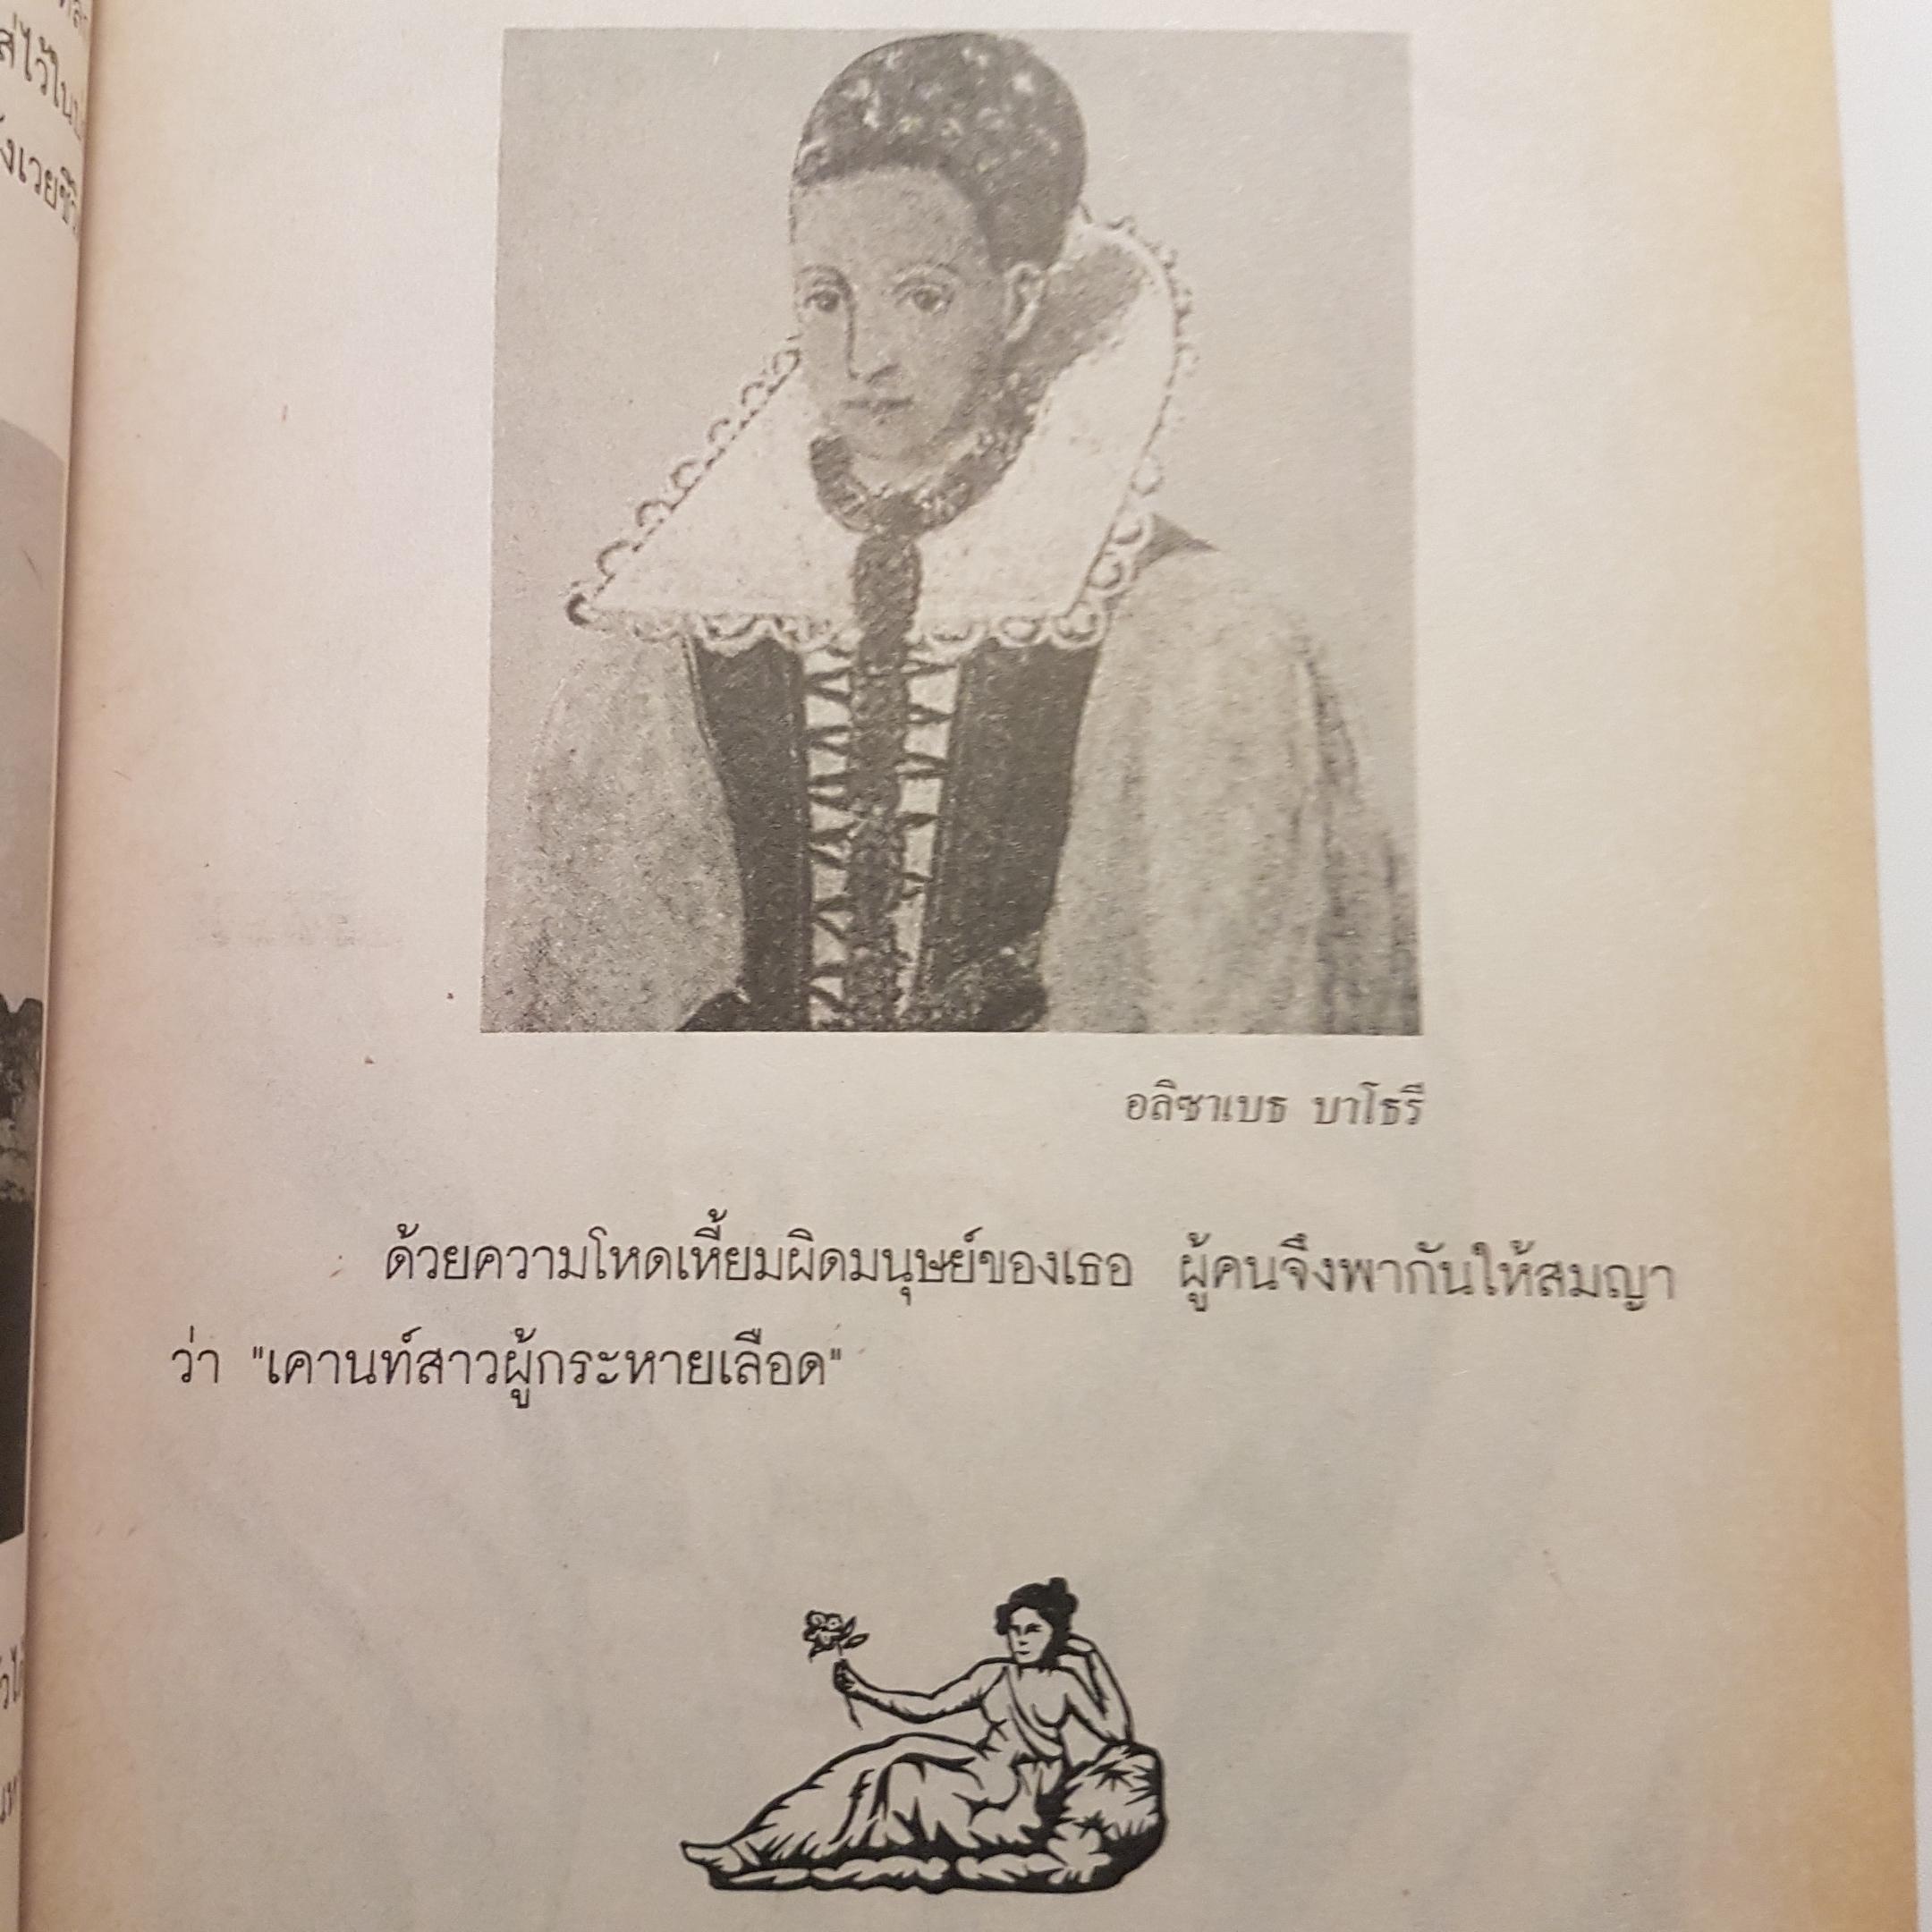 อลิซาเบธ บาโธรี
ด้วยความโหดเหี้ยมผิดมนุษย์ของเธอ ผู้คนจึงพากันให้สมญา
ว่า "เคานท์สาวผู้กระหายเลือด"